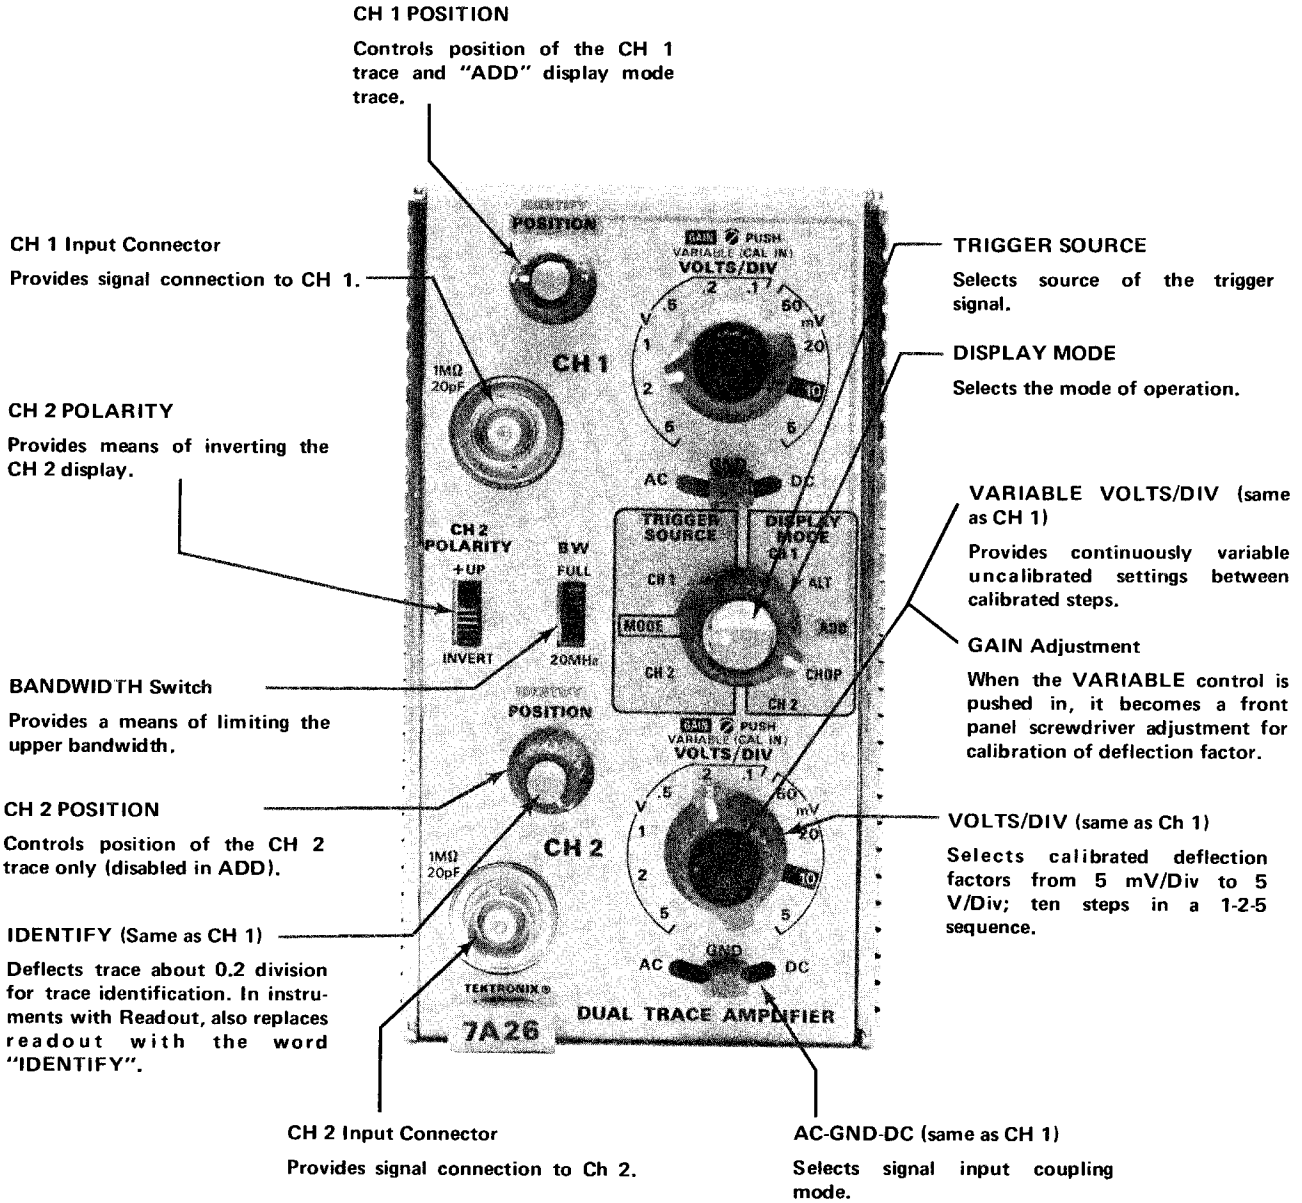 CH 1 POSITION
Controls position of the CH 1
trace and "ADD" display mode
trace.
CH 1 Input Connector
Provides signal connection to CH 1.
CH 2 POLARITY
Provides means of inverting the
CH 2 display.
BANDWIDTH Switch
Provides a means of limiting the
upper bandwidth.
CH 2 POSITION
Controls position of the CH 2
trace only (disabled in ADD).
IDENTIFY (Same as CH 1)
Deflects trace about 0.2 division
for trace identification. In instru-
ments with Readout, also replaces
readout with the word
"IDENTIFY".
CH 2 Input Connector
Provides signal connection to Ch 2.
IDENTIFY
POSITION
GAIN PUSH
VARIABLE (CAL IN)
VOLTS/DIV
.2 .1
.5 50
V mV
1 20
2 10
5 5
CH 1
1MΩ
20pF
AC GND DC
TRIGGER
SOURCE
DISPLAY
MODE
CH 1
CH 1 ALT
MODE ADD
CH 2 CHOP
CH 2
CH 2
POLARITY
+UP
INVERT
BW
FULL
20MHz
IDENTIFY
POSITION
GAIN PUSH
VARIABLE (CAL IN)
VOLTS/DIV
.2 .1
.5 50
V mV
1 20
2 10
5 5
CH 2
1MΩ
20pF
AC GND DC
TEKTRONIX®
7A26
DUAL TRACE AMPLIFIER
TRIGGER SOURCE
Selects source of the trigger
signal.
DISPLAY MODE
Selects the mode of operation.
VARIABLE VOLTS/DIV (same
as CH 1)
Provides continuously variable
uncalibrated settings between
calibrated steps.
GAIN Adjustment
When the VARIABLE control is
pushed in, it becomes a front
panel screwdriver adjustment for
calibration of deflection factor.
VOLTS/DIV (same as Ch 1)
Selects calibrated deflection
factors from 5 mV/Div to 5
V/Div; ten steps in a 1-2-5
sequence.
AC-GND-DC (same as CH 1)
Selects signal input coupling
mode.